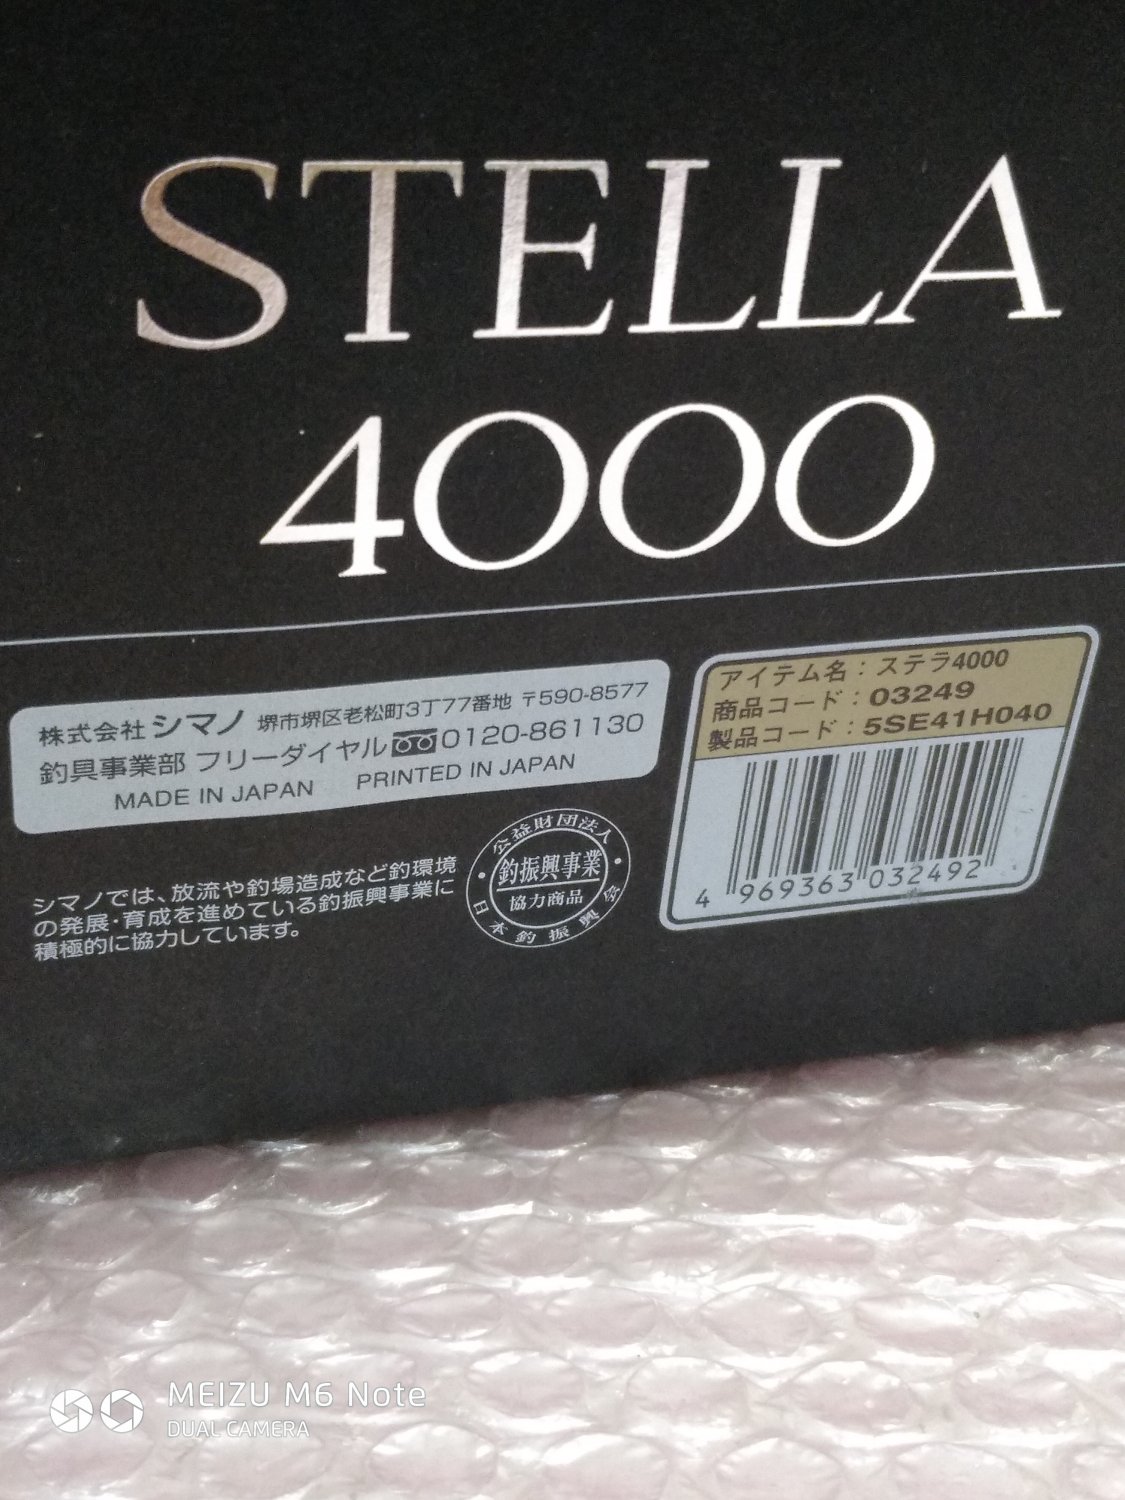 STELLA
4000
株式会社 シマノ 堺市堺区老松町3丁77番地 〒590-8577
釣具事業部 フリーダイヤル 0120-861130
MADE IN JAPAN PRINTED IN JAPAN
シマノでは、放流や釣場造成など釣環境
の発展・育成を進めている釣振興事業に
積極的に協力しています。
公益財団法人
釣振興事業
協力商品
日本釣振興会
アイテム名：ステラ4000
商品コード：03249
製品コード：5SE41H040
4 969363 032492
MEIZU M6 Note
DUAL CAMERA